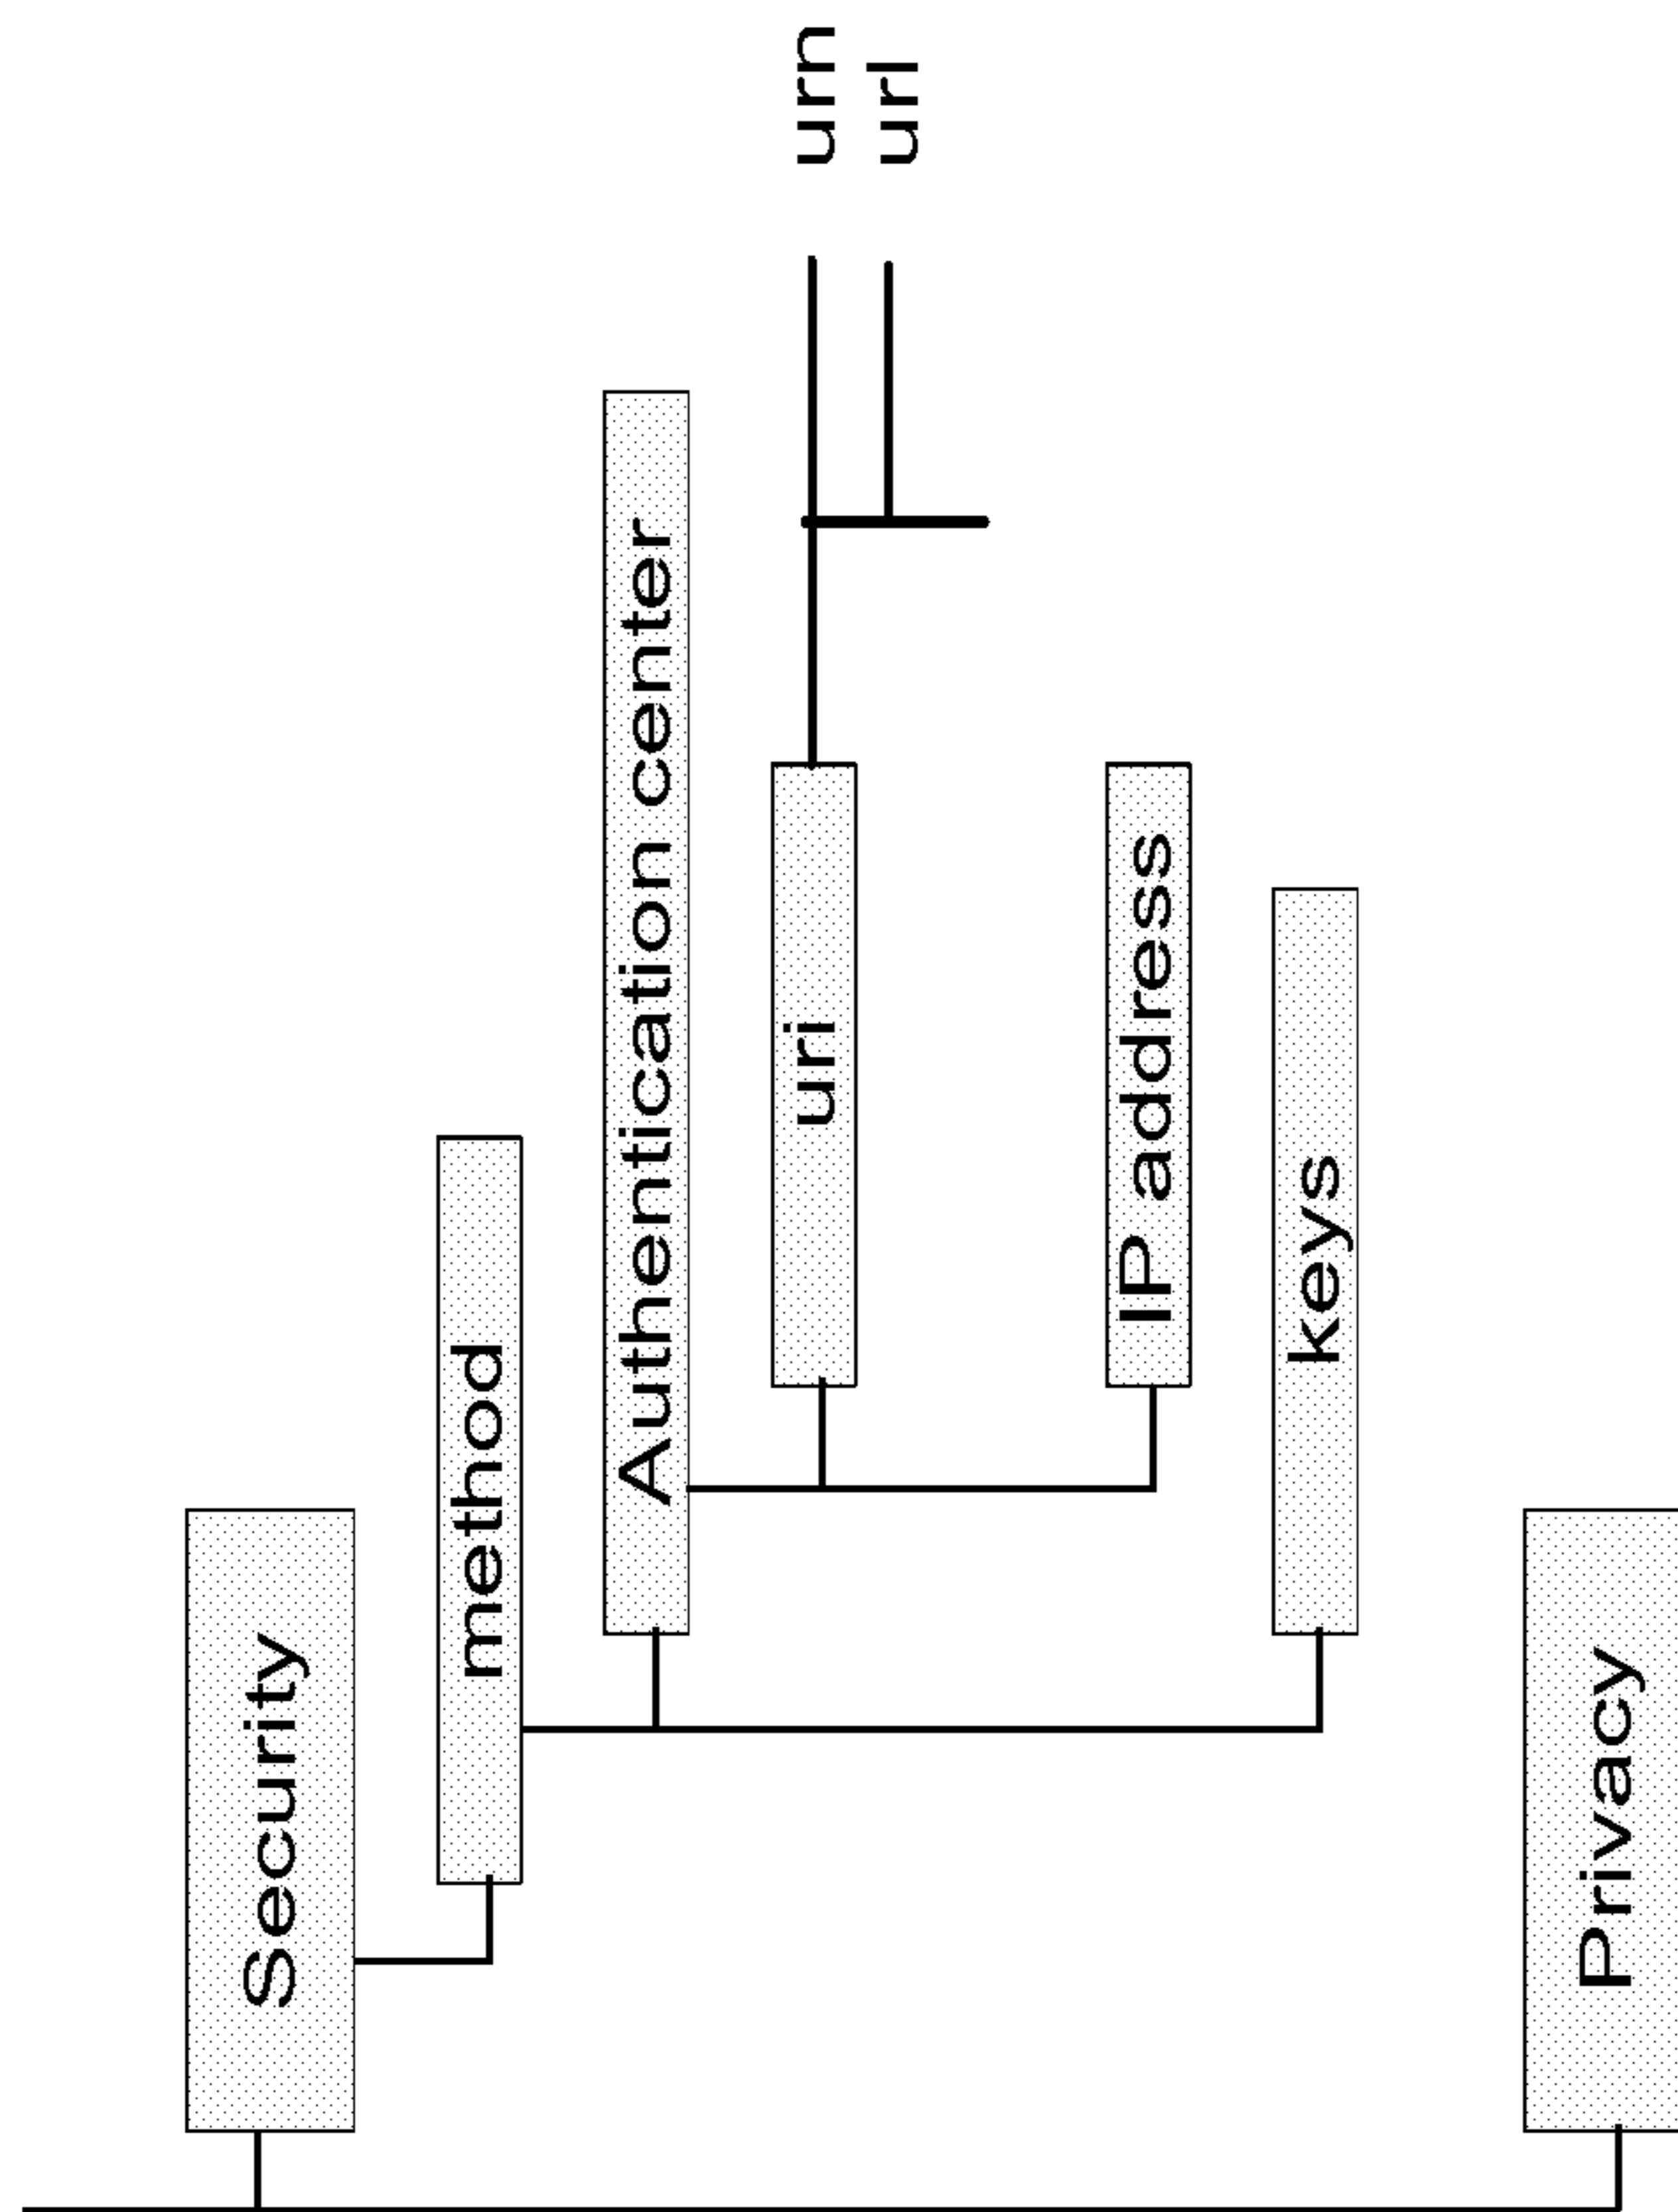 Security
method
Authentication center
uri
urn
url
IP address
keys
Privacy